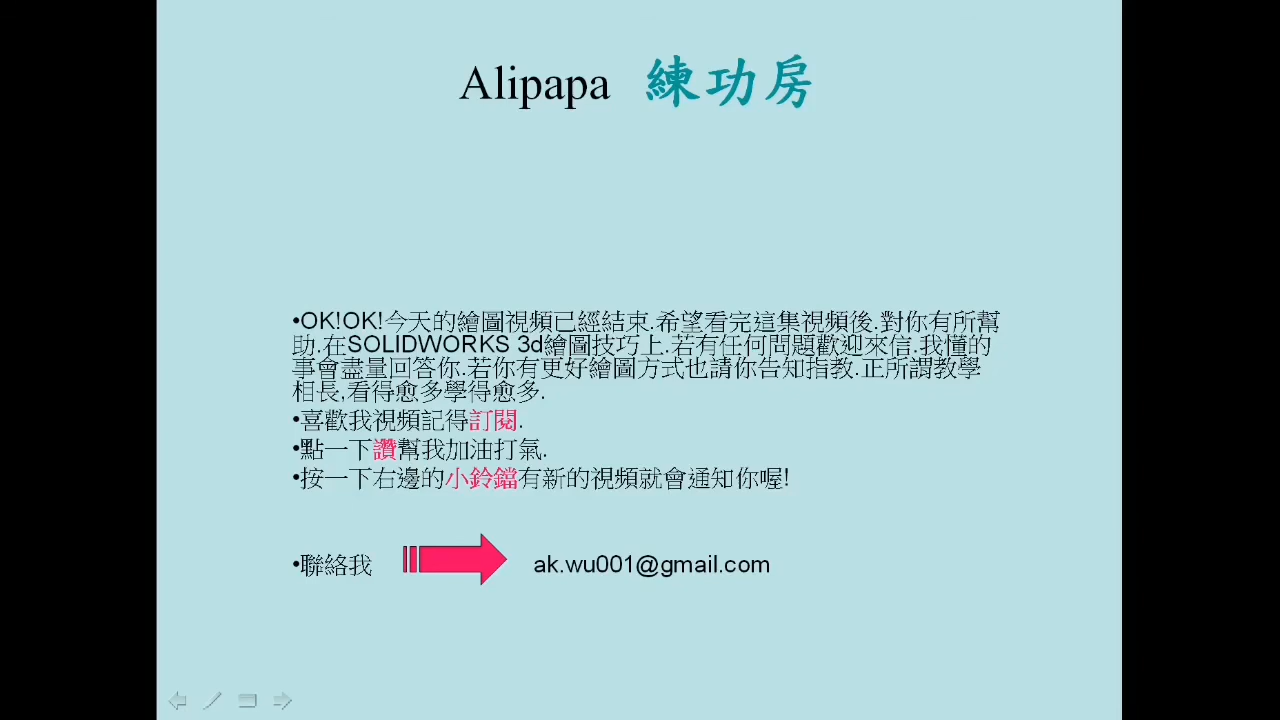 Alipapa 練功房
•OK!OK!今天的繪圖視頻已經結束.希望看完這集視頻後.對你有所幫
助.在SOLIDWORKS 3d繪圖技巧上.若有任何問題歡迎來信.我懂的
事會盡量回答你.若你有更好繪圖方式也請你告知指教.正所謂教學
相長,看得愈多學得愈多.
•喜歡我視頻記得訂閱.
•點一下讚幫我加油打氣.
•按一下右邊的小鈴鐺有新的視頻就會通知你喔!
•聯絡我 ak.wu001@gmail.com